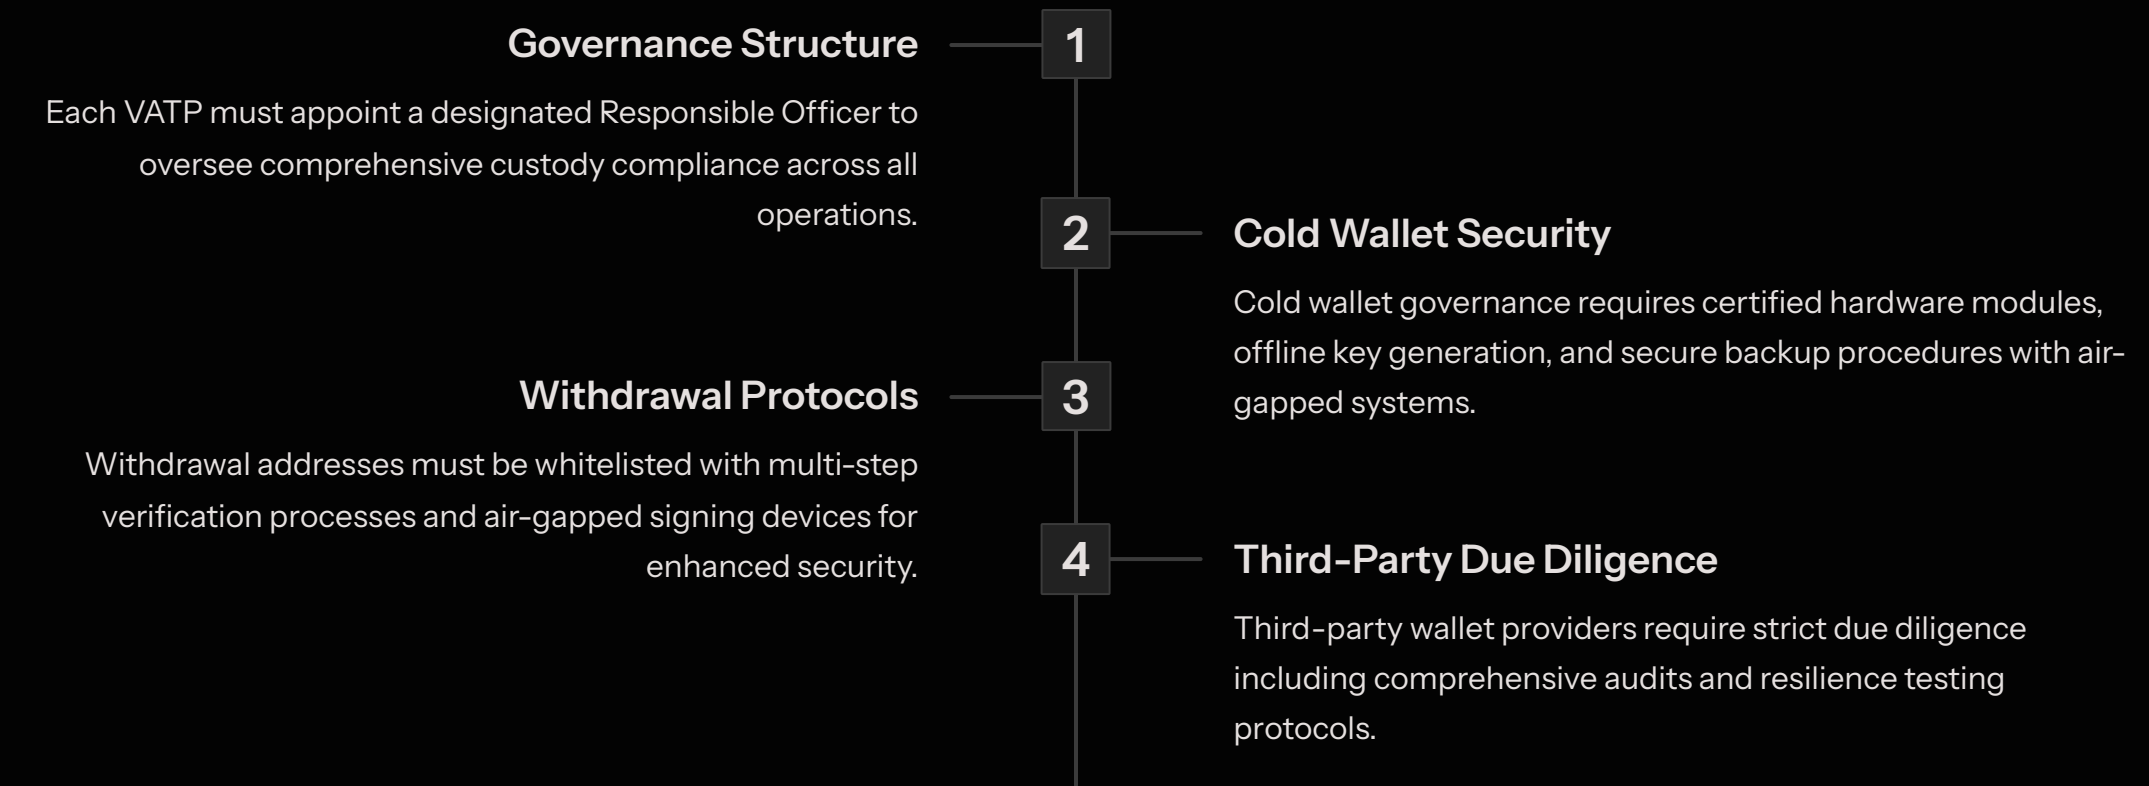 Governance Structure
1
Each VATP must appoint a designated Responsible Officer to
oversee comprehensive custody compliance across all
operations.
2
Cold Wallet Security
Cold wallet governance requires certified hardware modules,
offline key generation, and secure backup procedures with air-
gapped systems.
Withdrawal Protocols
3
Withdrawal addresses must be whitelisted with multi-step
verification processes and air-gapped signing devices for
enhanced security.
4
Third-Party Due Diligence
Third-party wallet providers require strict due diligence
including comprehensive audits and resilience testing
protocols.